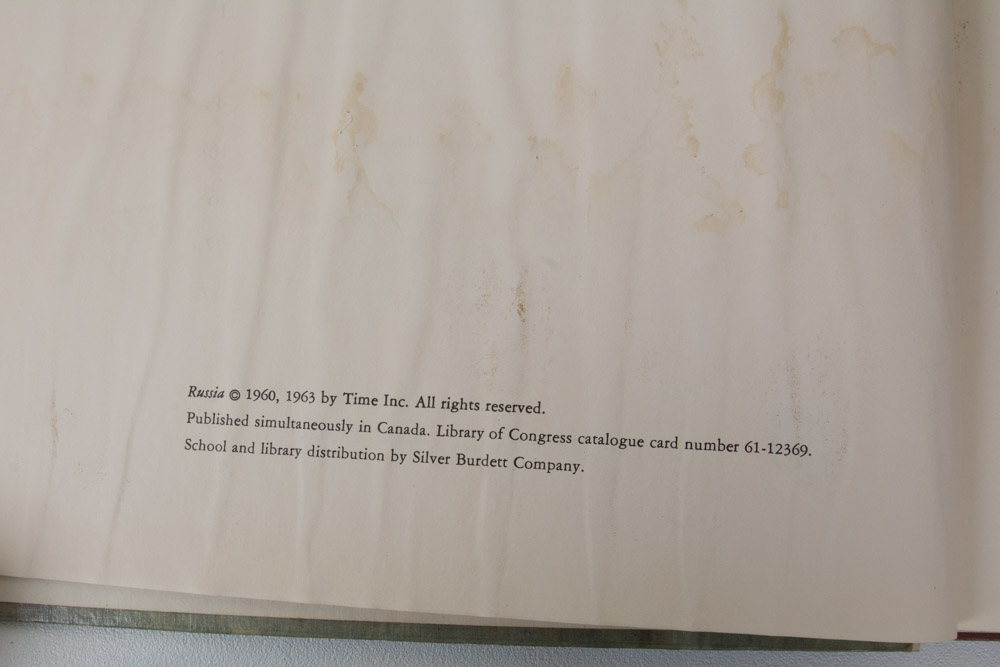 Russia © 1960, 1963 by Time Inc. All rights reserved.
Published simultaneously in Canada. Library of Congress catalogue card number 61-12369.
School and library distribution by Silver Burdett Company.